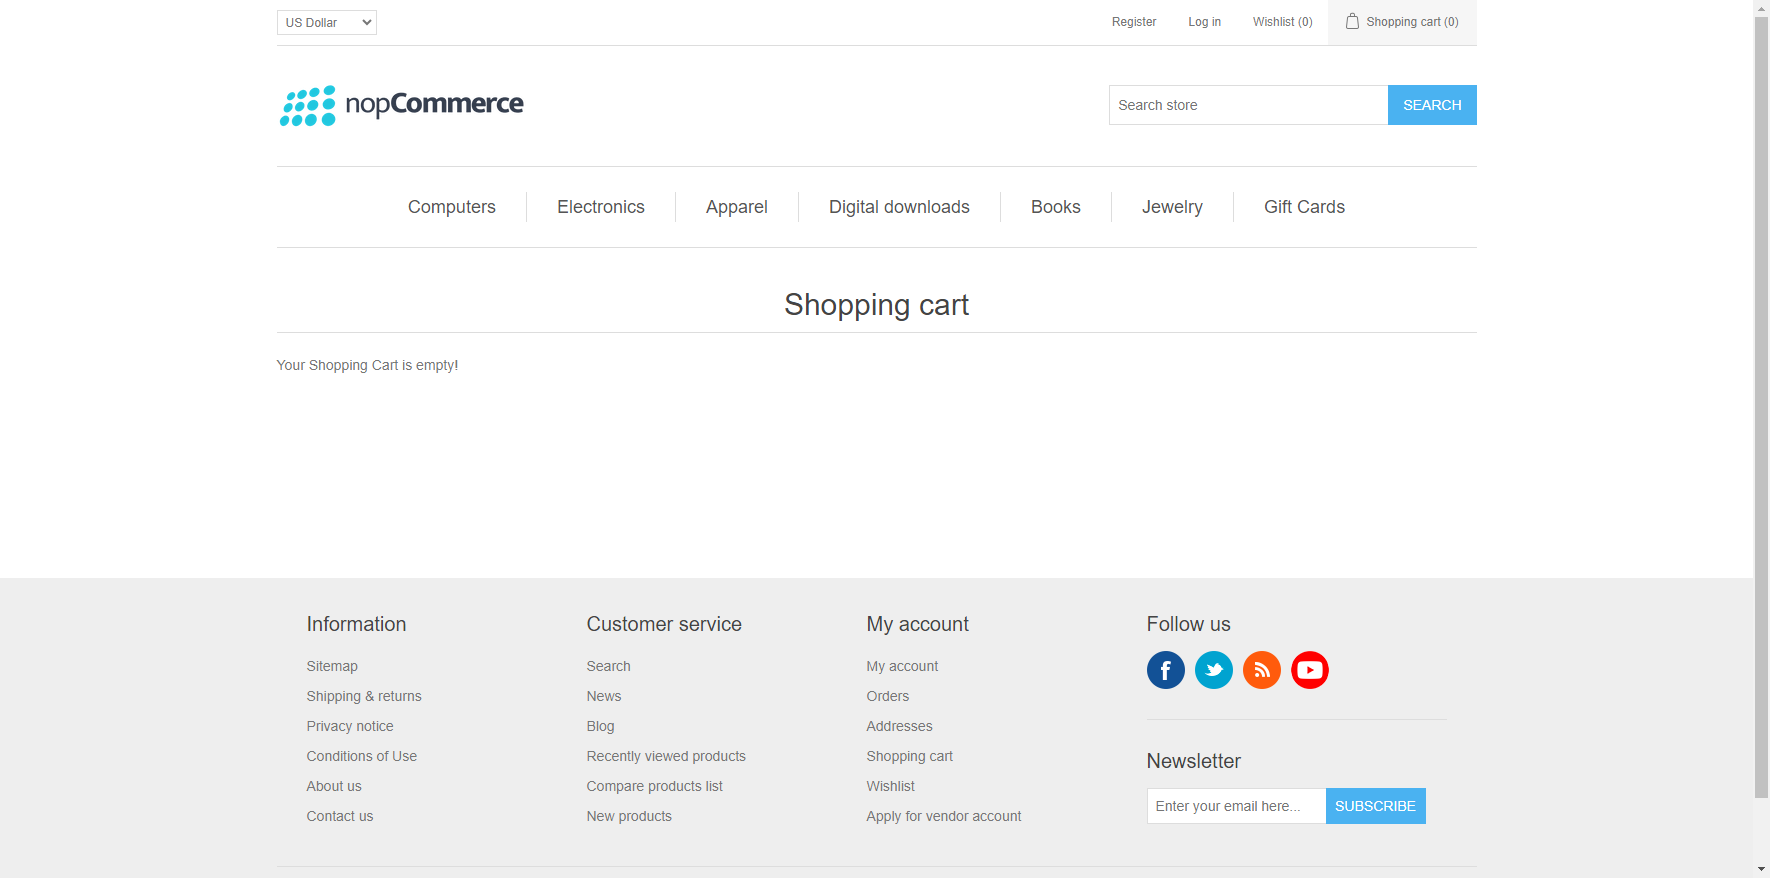 US Dollar
Register
Log in
Wishlist (0)
Shopping cart (0)
nopCommerce
Search store
SEARCH
Computers
Electronics
Apparel
Digital downloads
Books
Jewelry
Gift Cards
Shopping cart
Your Shopping Cart is empty!
Information
Sitemap
Shipping & returns
Privacy notice
Conditions of Use
About us
Contact us
Customer service
Search
News
Blog
Recently viewed products
Compare products list
New products
My account
My account
Orders
Addresses
Shopping cart
Wishlist
Apply for vendor account
Follow us
Newsletter
Enter your email here...
SUBSCRIBE